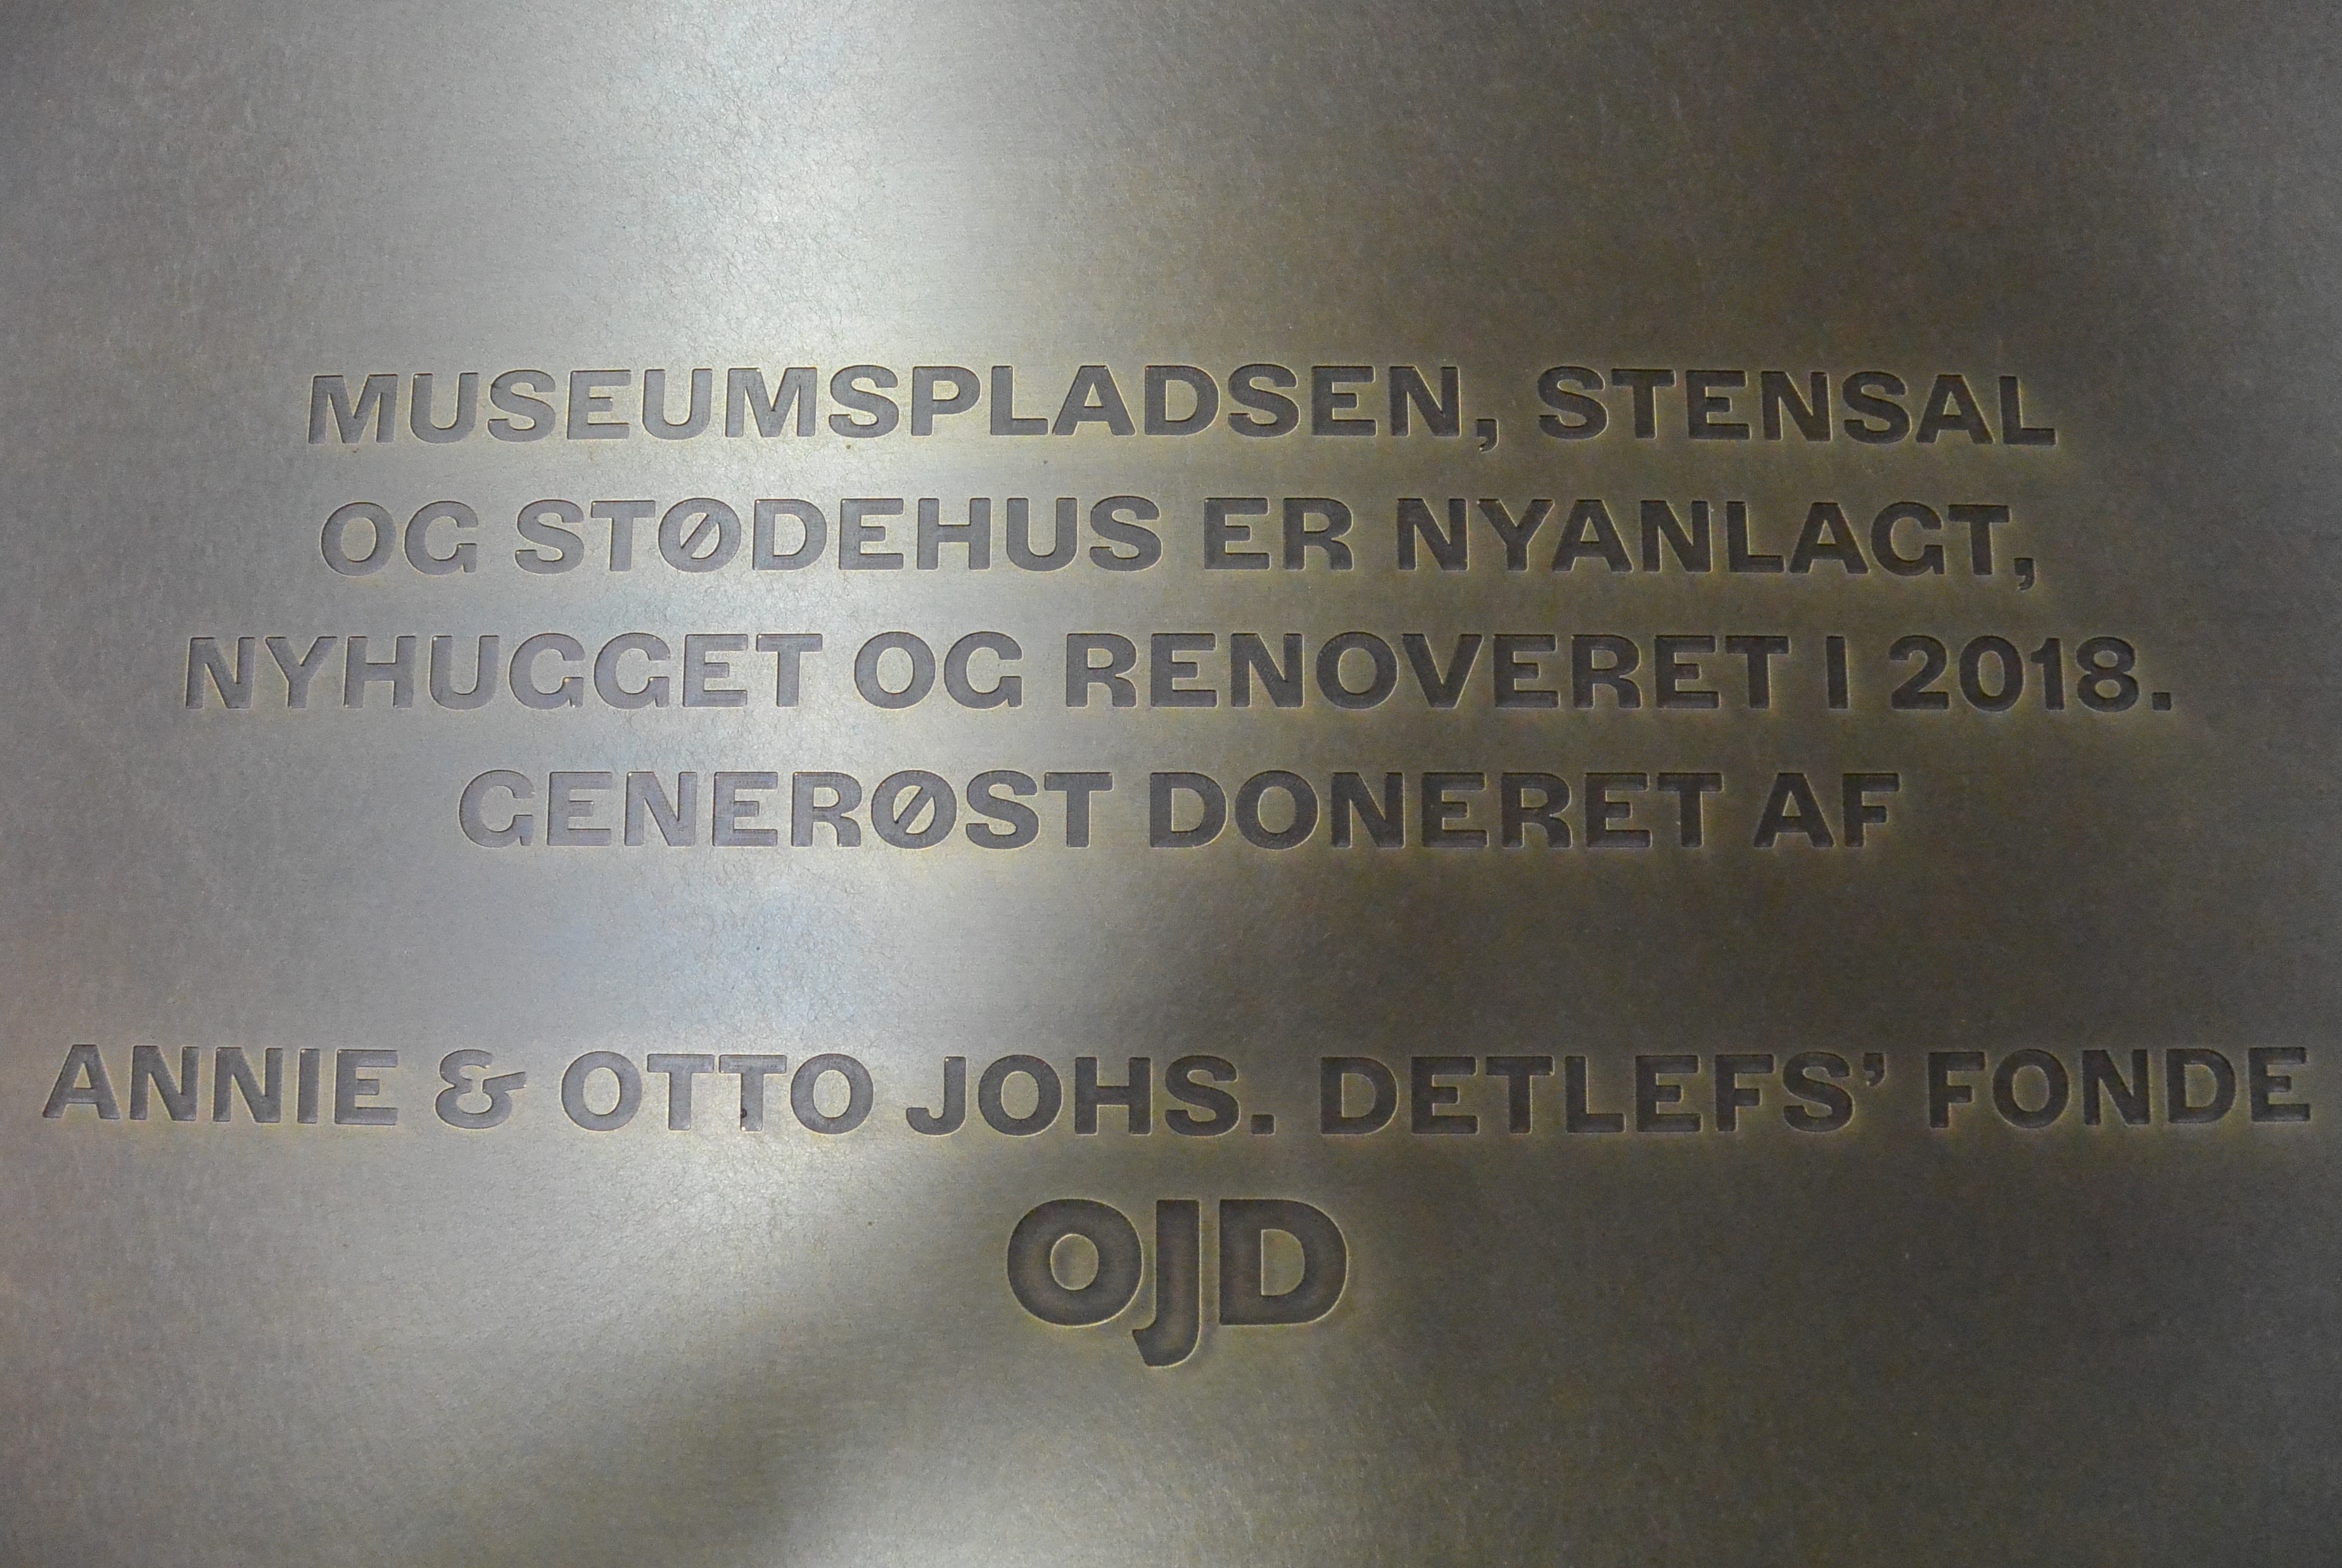 MUSEUMSPLADSEN, STENSAL
OG STØDEHUS ER NYANLAGT,
NYHUGGET OG RENOVERET I 2018.
GENERØST DONERET AF
ANNIE & OTTO JOHS. DETLEFS’ FONDE
OJD